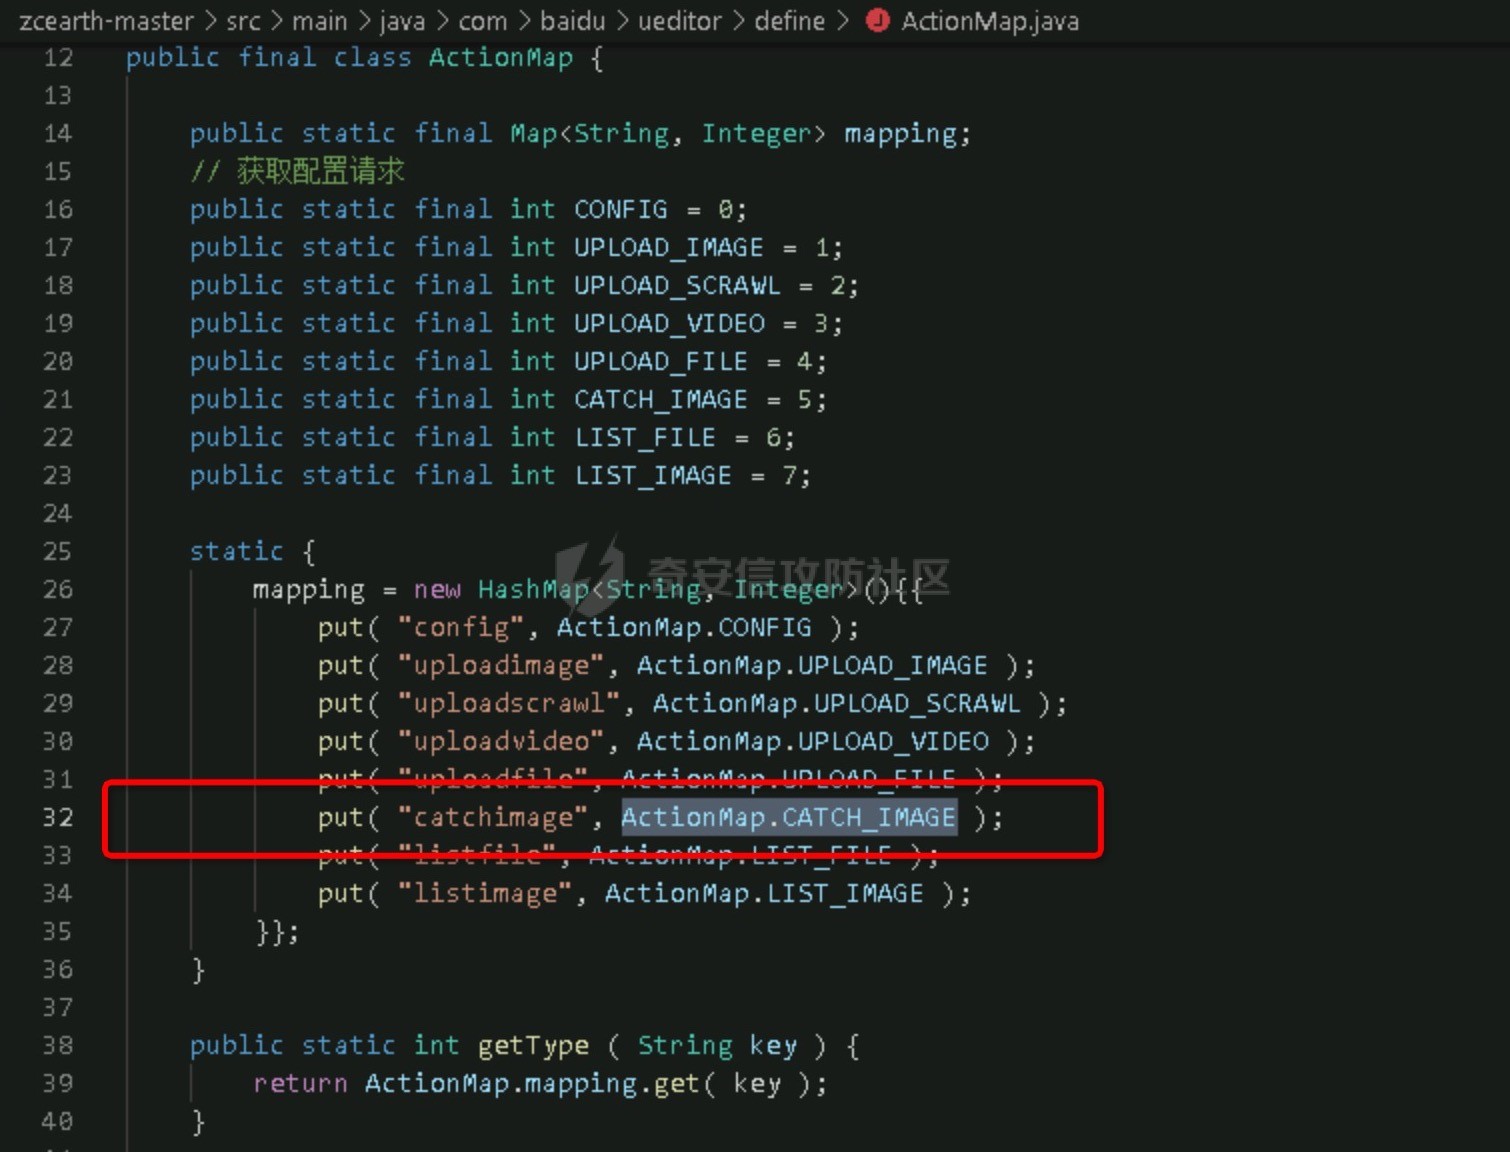 zcearth-master > src > main > java > com > baidu > ueditor > define > J ActionMap.java
12 public final class ActionMap {
13
14 public static final Map<String, Integer> mapping;
15 // 获取配置请求
16 public static final int CONFIG = 0;
17 public static final int UPLOAD_IMAGE = 1;
18 public static final int UPLOAD_SCRAWL = 2;
19 public static final int UPLOAD_VIDEO = 3;
20 public static final int UPLOAD_FILE = 4;
21 public static final int CATCH_IMAGE = 5;
22 public static final int LIST_FILE = 6;
23 public static final int LIST_IMAGE = 7;
24
25 static {
奇安信攻防社区
26 mapping = new HashMap<String, Integer>(){{
27 put( "config", ActionMap.CONFIG );
28 put( "uploadimage", ActionMap.UPLOAD_IMAGE );
29 put( "uploadscrawl", ActionMap.UPLOAD_SCRAWL );
30 put( "uploadvideo", ActionMap.UPLOAD_VIDEO );
31 put( "uploadfile", ActionMap.UPLOAD_FILE );
32 put( "catchimage", ActionMap.CATCH_IMAGE );
33 put( "listfile", ActionMap.LIST_FILE );
34 put( "listimage", ActionMap.LIST_IMAGE );
35 }};
36 }
37
38 public static int getType ( String key ) {
39 return ActionMap.mapping.get( key );
40 }